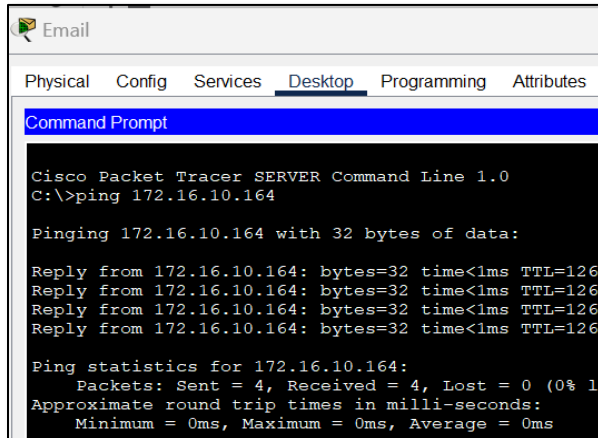 Email
Physical Config Services Desktop Programming Attributes
Command Prompt
Cisco Packet Tracer SERVER Command Line 1.0
C:\>ping 172.16.10.164
Pinging 172.16.10.164 with 32 bytes of data:
Reply from 172.16.10.164: bytes=32 time<1ms TTL=126
Reply from 172.16.10.164: bytes=32 time<1ms TTL=126
Reply from 172.16.10.164: bytes=32 time<1ms TTL=126
Reply from 172.16.10.164: bytes=32 time<1ms TTL=126
Ping statistics for 172.16.10.164:
Packets: Sent = 4, Received = 4, Lost = 0 (0% l
Approximate round trip times in milli-seconds:
Minimum = 0ms, Maximum = 0ms, Average = 0ms